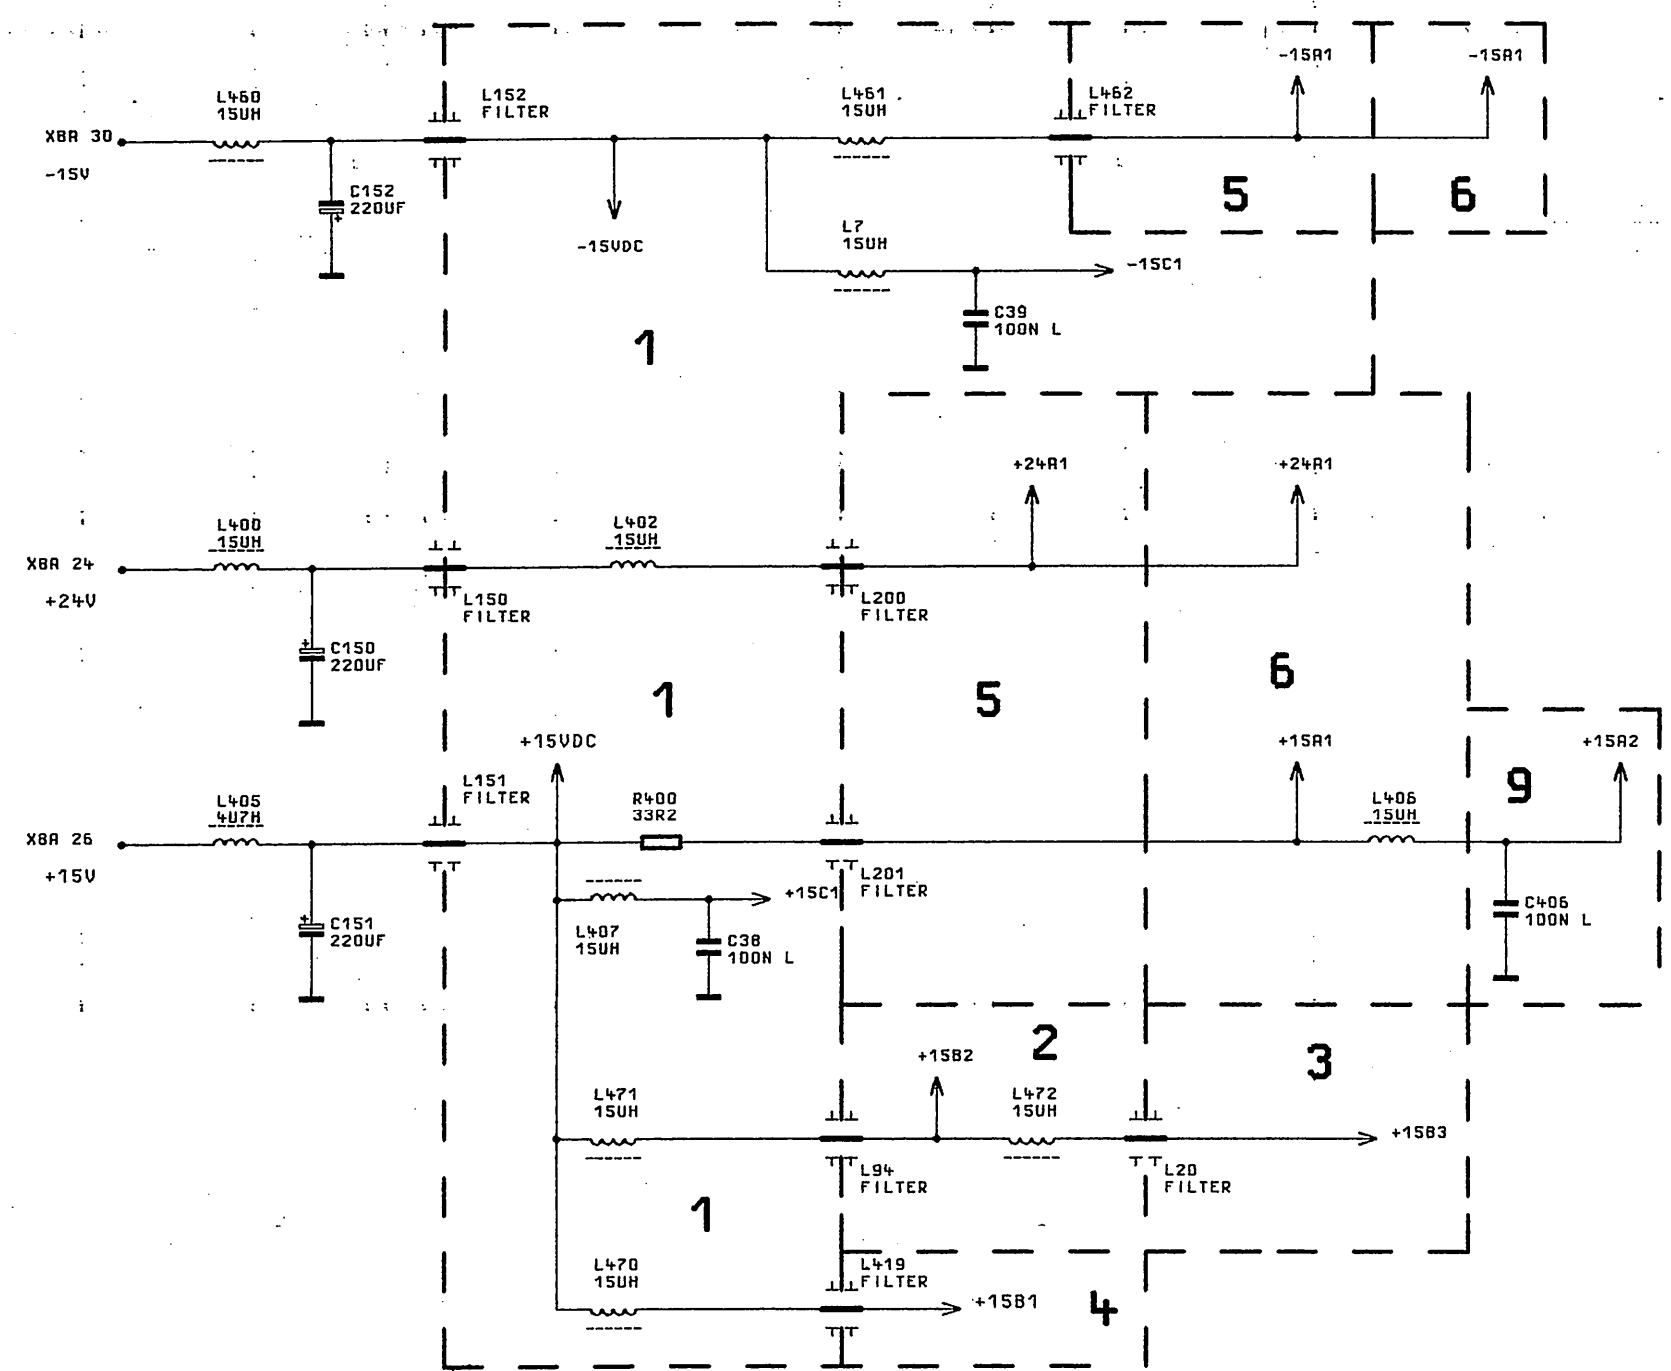 -15A1
-15A1
L460
15UH
L152
FILTER
L461
15UH
L462
FILTER
X8A 30
-15V
C152
220UF
-15VDC
L7
15UH
5
6
-15C1
C39
100N L
1
+24A1
+24A1
L400
15UH
L402
15UH
X8A 24
+24V
L150
FILTER
L200
FILTER
C150
220UF
1
5
6
+15VDC
+15A1
+15A2
L151
FILTER
9
L405
4U7H
R400
33R2
L406
15UH
X8A 26
+15V
L201
FILTER
+15C1
C151
220UF
L407
15UH
C38
100N L
C406
100N L
2
3
+15B2
L471
15UH
L472
15UH
+15B3
L94
FILTER
L20
FILTER
1
L470
15UH
L419
FILTER
+15B1
4